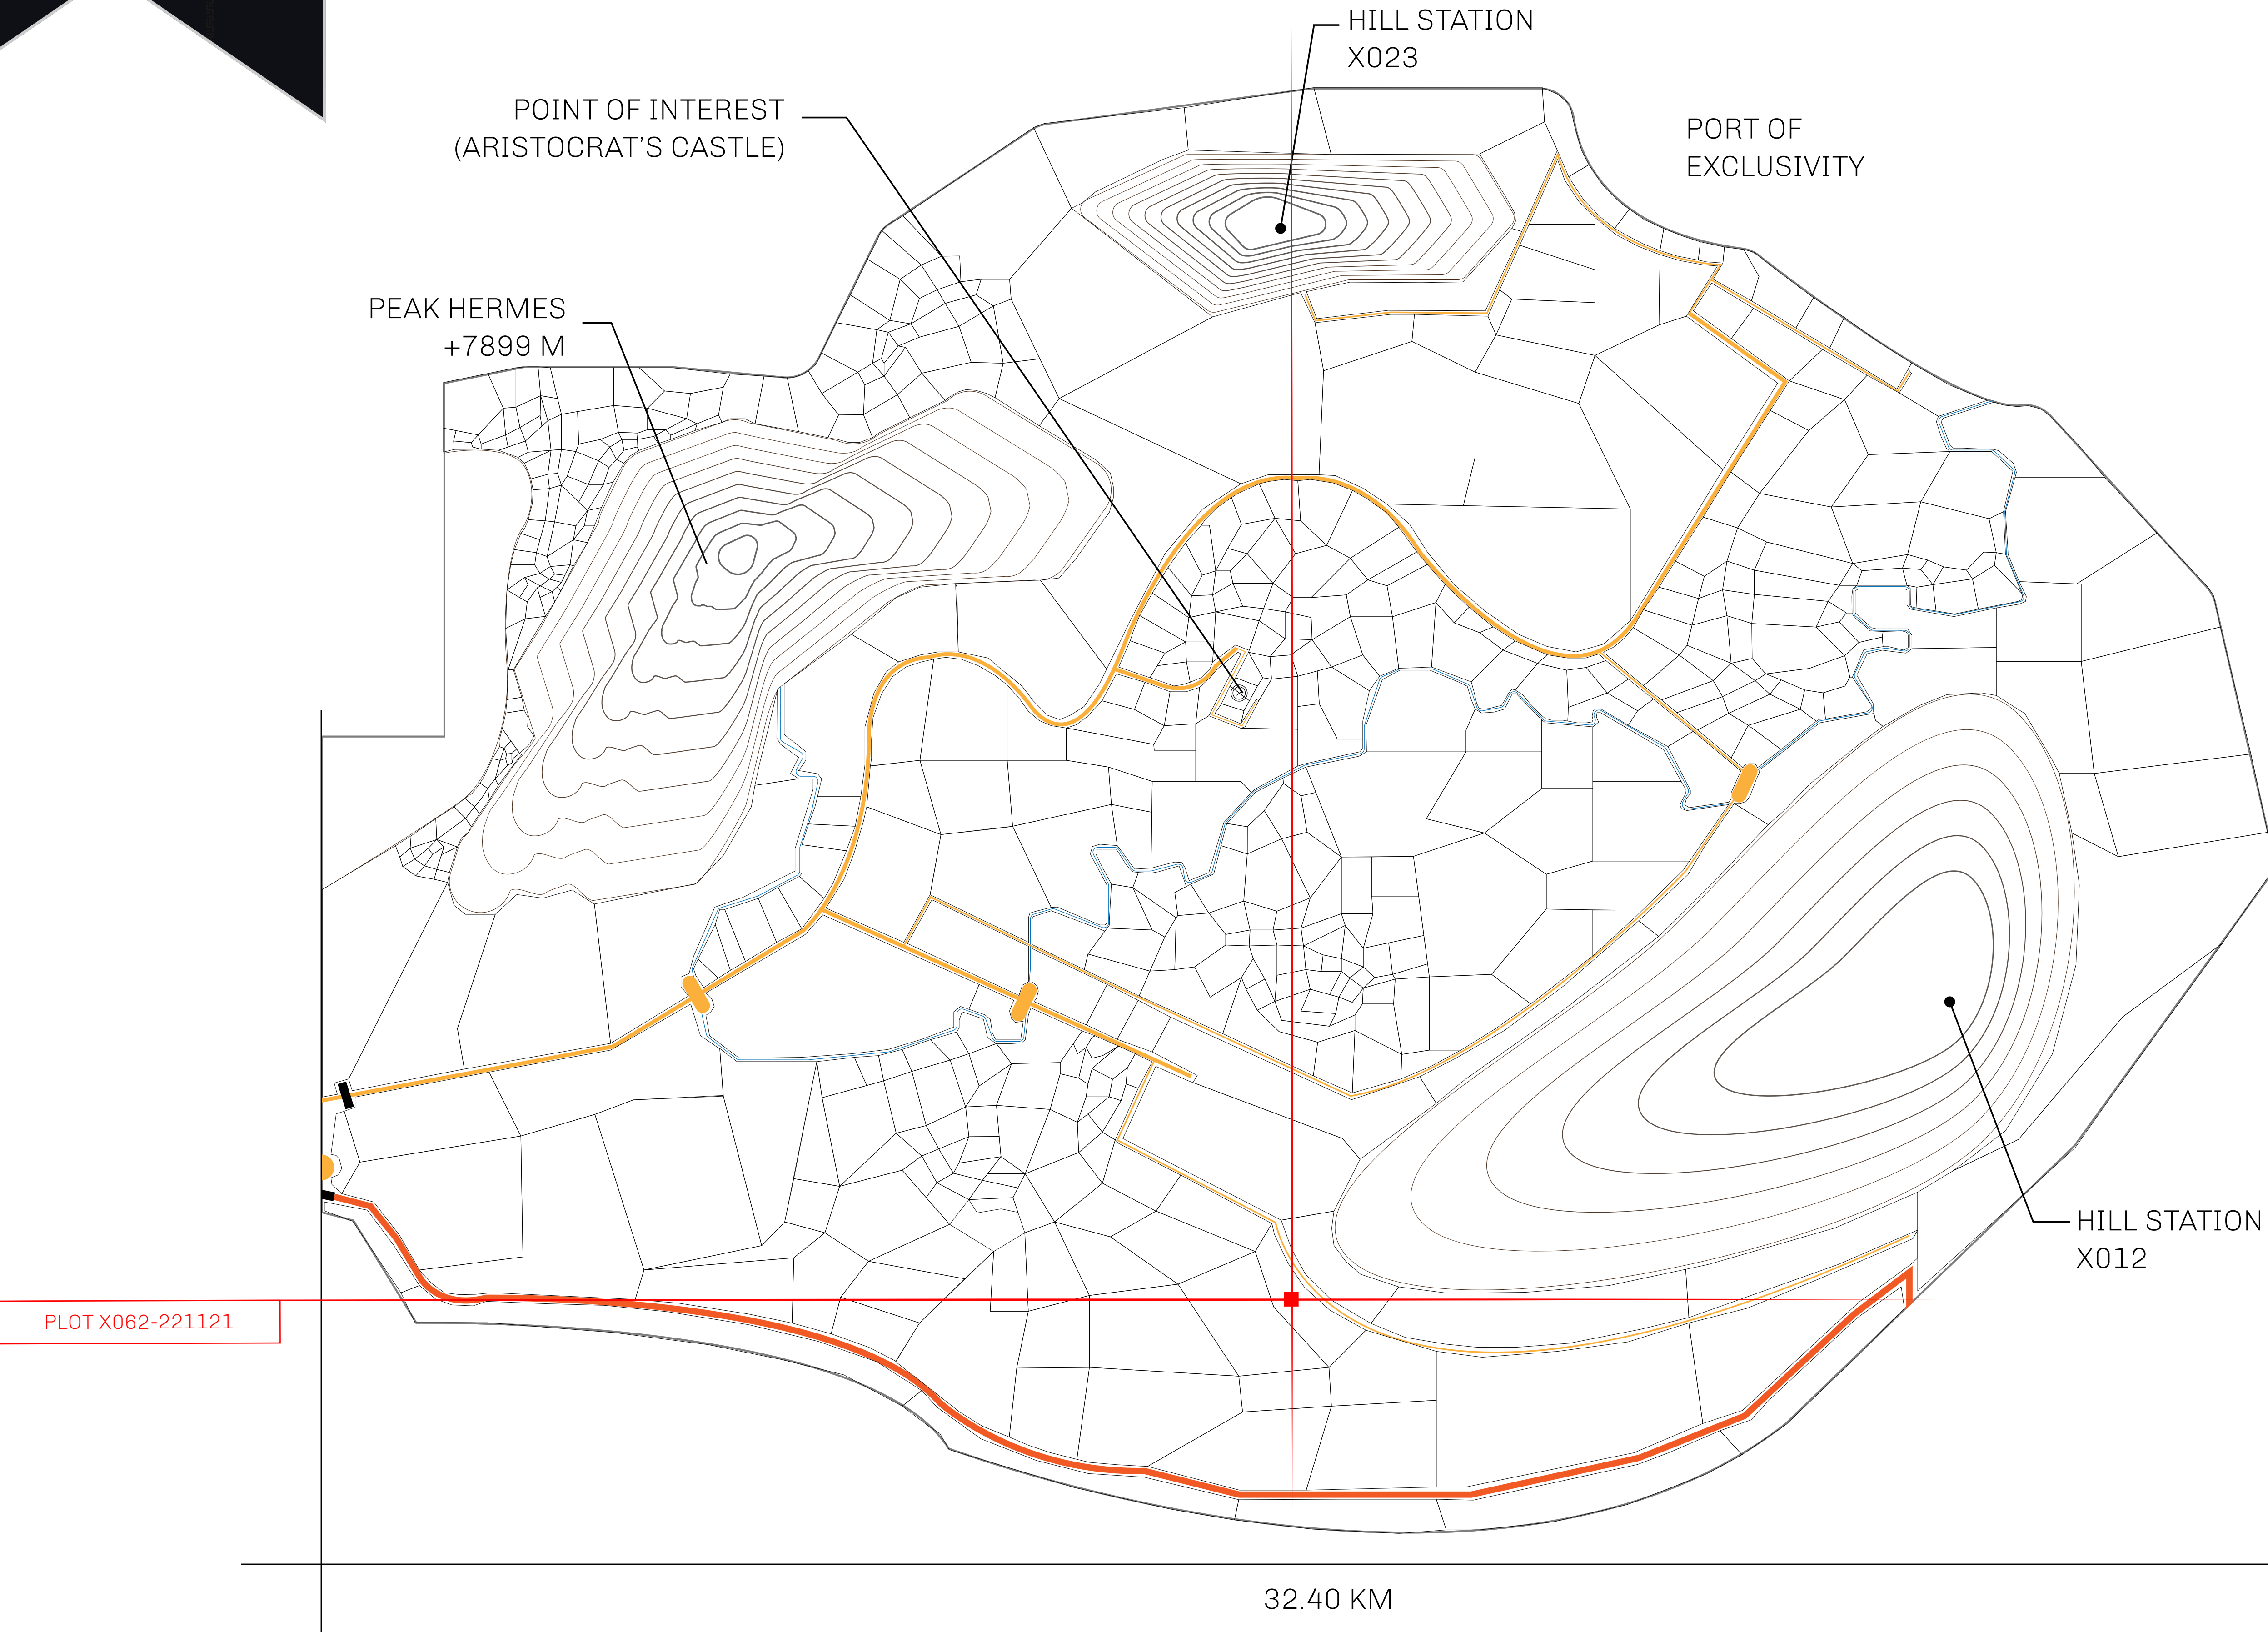 HILL STATION
X023
POINT OF INTEREST
(ARISTOCRAT'S CASTLE)
PORT OF
EXCLUSIVITY
PEAK HERMES
+7899 M
HILL STATION
X012
PLOT X062-221121
32.40 KM